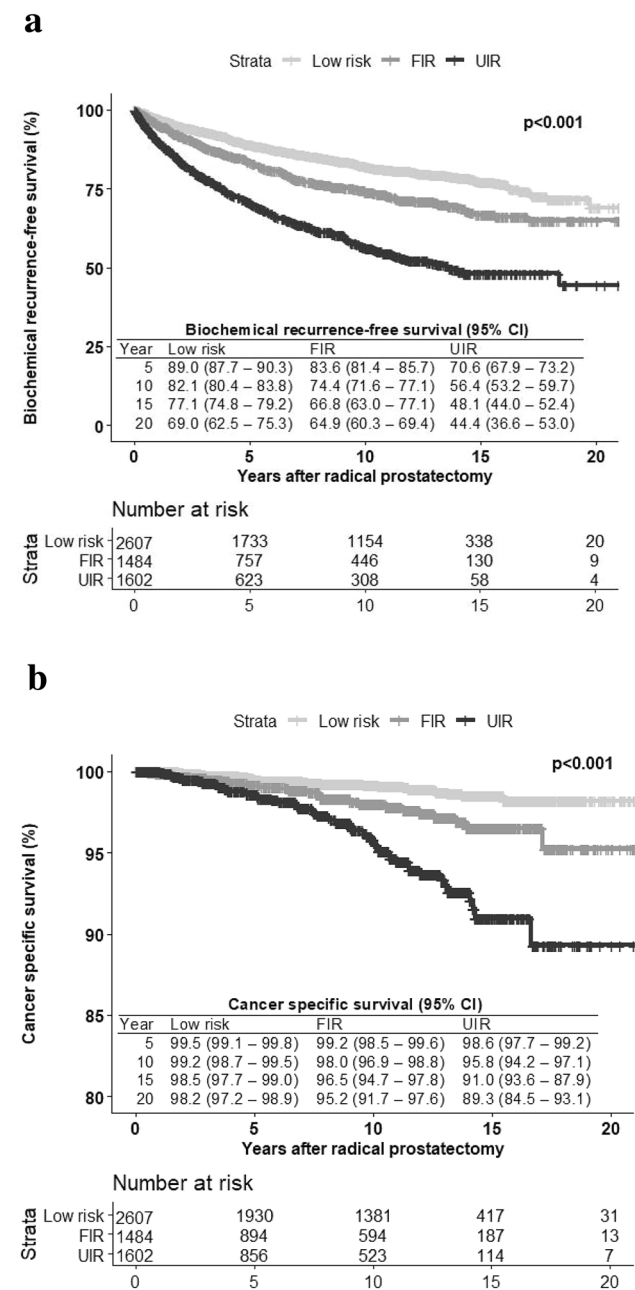 a
Strata Low risk FIR UIR
p<0.001
Biochemical recurrence-free survival (%)
100
75
50
25
0
Biochemical recurrence-free survival (95% CI)
Year Low risk FIR UIR
5 89.0 (87.7 – 90.3) 83.6 (81.4 – 85.7) 70.6 (67.9 – 73.2)
10 82.1 (80.4 – 83.8) 74.4 (71.6 – 77.1) 56.4 (53.2 – 59.7)
15 77.1 (74.8 – 79.2) 66.8 (63.0 – 77.1) 48.1 (44.0 – 52.4)
20 69.0 (62.5 – 75.3) 64.9 (60.3 – 69.4) 44.4 (36.6 – 53.0)
0 5 10 15 20
Years after radical prostatectomy
Number at risk
Strata
Low risk 2607 1733 1154 338 20
FIR 1484 757 446 130 9
UIR 1602 623 308 58 4
0 5 10 15 20
b
Strata Low risk FIR UIR
p<0.001
Cancer specific survival (%)
100
95
90
85
80
Cancer specific survival (95% CI)
Year Low risk FIR UIR
5 99.5 (99.1 – 99.8) 99.2 (98.5 – 99.6) 98.6 (97.7 – 99.2)
10 99.2 (98.7 – 99.5) 98.0 (96.9 – 98.8) 95.8 (94.2 – 97.1)
15 98.5 (97.7 – 99.0) 96.5 (94.7 – 97.8) 91.0 (93.6 – 87.9)
20 98.2 (97.2 – 98.9) 95.2 (91.7 – 97.6) 89.3 (84.5 – 93.1)
0 5 10 15 20
Years after radical prostatectomy
Number at risk
Strata
Low risk 2607 1930 1381 417 31
FIR 1484 894 594 187 13
UIR 1602 856 523 114 7
0 5 10 15 20